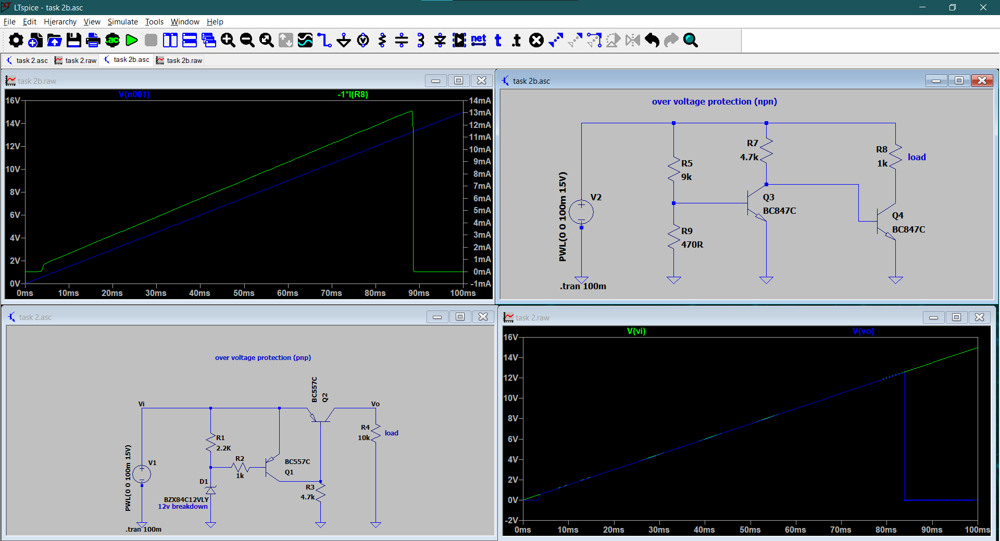 LTspice - task 2b.asc
File Edit Hierarchy View Simulate Tools Window Help
.ac
net
t
.t
task 2.asc
task 2.raw
task 2b.asc
task 2b.raw
task 2b.raw
V(n001)
-1*I(R8)
16V
14V
12V
10V
8V
6V
4V
2V
0V
14mA
13mA
12mA
11mA
10mA
9mA
8mA
7mA
6mA
5mA
4mA
3mA
2mA
1mA
0mA
-1mA
0ms 10ms 20ms 30ms 40ms 50ms 60ms 70ms 80ms 90ms 100ms
task 2b.asc
over voltage protection (npn)
V2
PWL(0 0 100m 15V)
.tran 100m
R5
9k
R9
470R
R7
4.7k
Q3
BC847C
R8
1k
load
Q4
BC847C
task 2.asc
over voltage protection (pnp)
Vi
V1
PWL(0 0 100m 15V)
.tran 100m
R1
2.2K
R2
1k
D1
BZX84C12VLY
12v breakdown
BC557C
Q1
R3
4.7k
BC557C
Q2
Vo
R4
10k
load
task 2.raw
V(vi)
V(vo)
16V
14V
12V
10V
8V
6V
4V
2V
0V
-2V
0ms 10ms 20ms 30ms 40ms 50ms 60ms 70ms 80ms 90ms 100ms